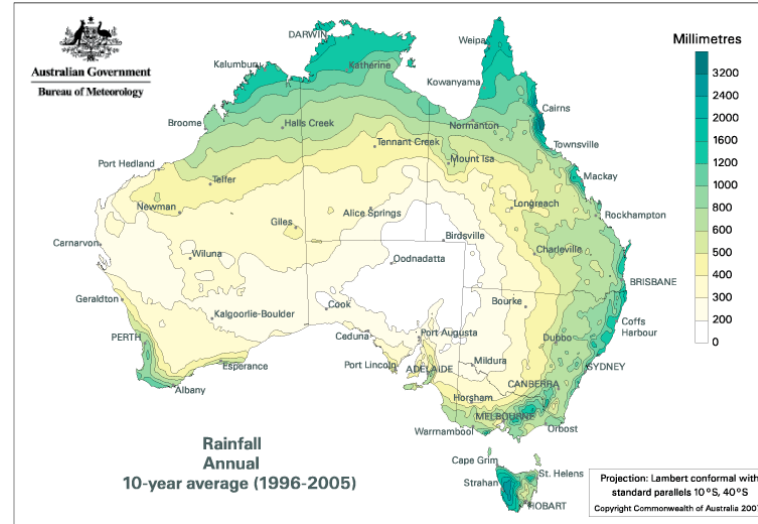 Australian Government
Bureau of Meteorology
DARWIN
Weipa
Kalumburu
Katherine
Kowanyama
Cairns
Broome
Halls Creek
Normanton
Townsville
Tennant Creek
Port Hedland
Mount Isa
Mackay
Telfer
Newman
Longreach
Rockhampton
Giles
Alice Springs
Carnarvon
Birdsville
Charleville
Wiluna
Oodnadatta
BRISBANE
Geraldton
Cook
Bourke
Coffs
Harbour
Kalgoorlie-Boulder
PERTH
Ceduna
Port Augusta
Dubbo
Esperance
Port Lincoln
ADELAIDE
Mildura
SYDNEY
Albany
CANBERRA
Horsham
MELBOURNE
Warrnambool
Orbost
Cape Grim
St. Helens
Strahan
HOBART
Millimetres
3200
2400
2000
1600
1200
1000
800
600
500
400
300
200
0
Rainfall
Annual
10-year average (1996-2005)
Projection: Lambert conformal with
standard parallels 10°S, 40°S
Copyright Commonwealth of Australia